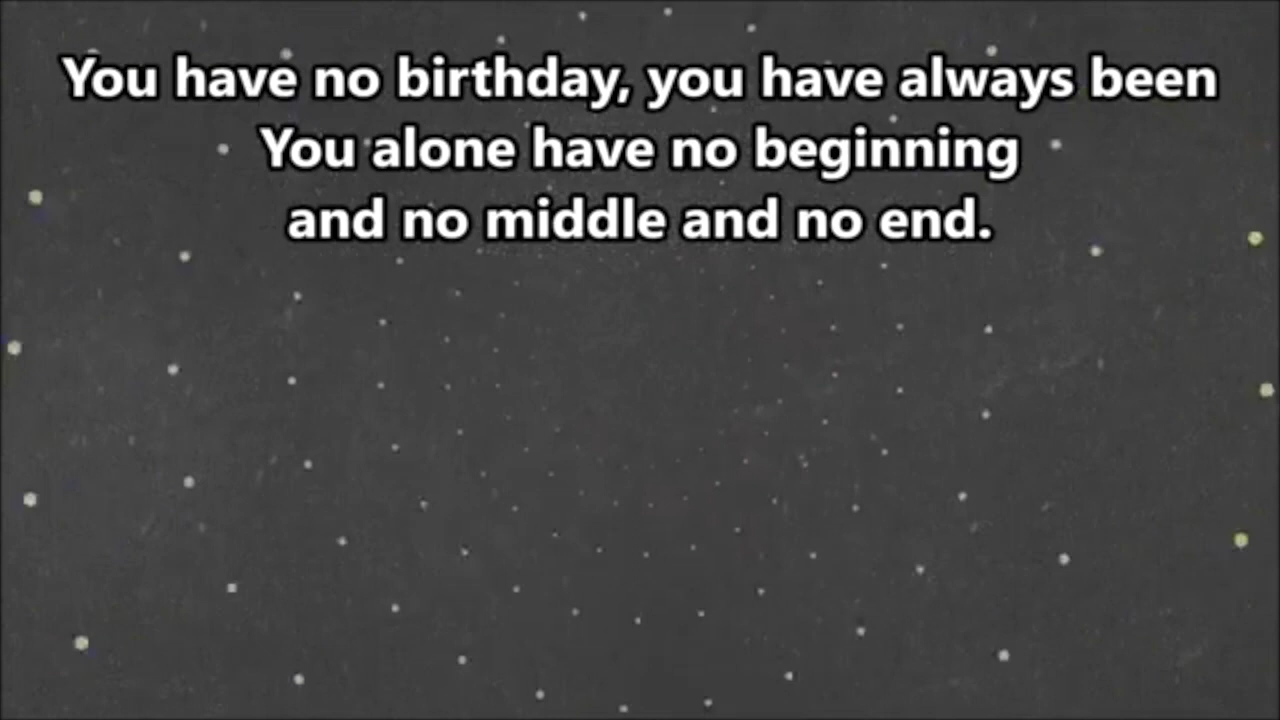 You have no birthday, you have always been
You alone have no beginning
and no middle and no end.